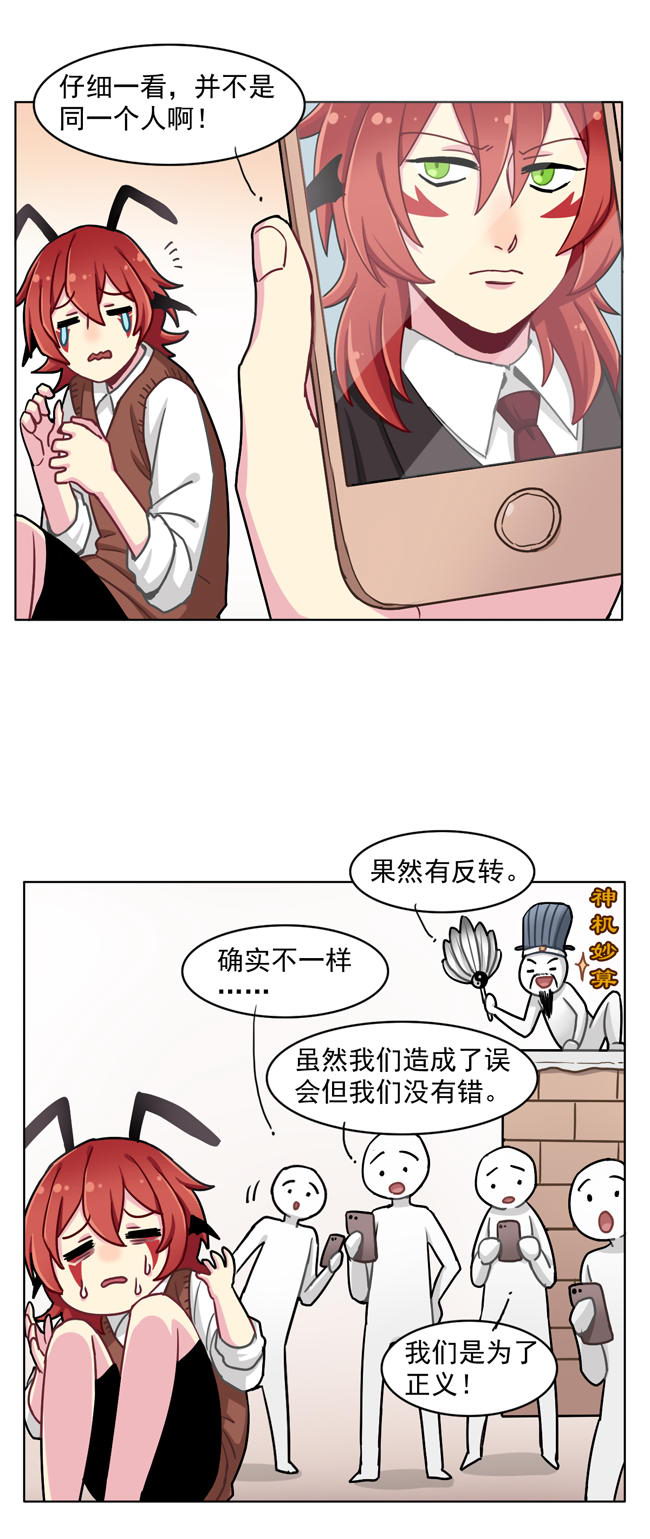 仔细一看，并不是
同一个人啊！
果然有反转。
神机妙算
确实不一样
……
虽然我们造成了误
会但我们没有错。
我们是为了
正义！